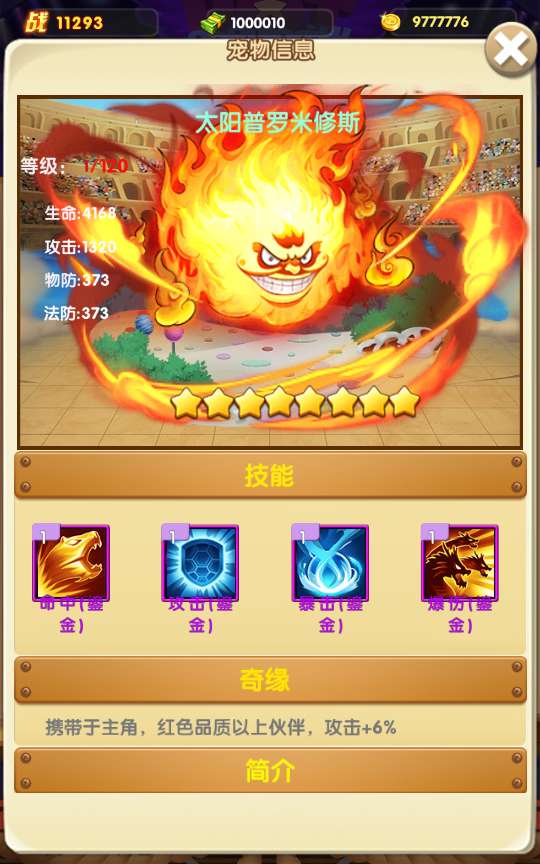 战 11293
1000010
9777776
宠物信息
太阳普罗米修斯
等级： 1/120
生命:4168
攻击:1320
物防:373
法防:373
技能
1
1
1
1
命中(鎏
金)
攻击(鎏
金)
暴击(鎏
金)
爆伤(鎏
金)
奇缘
携带于主角，红色品质以上伙伴，攻击+6%
简介